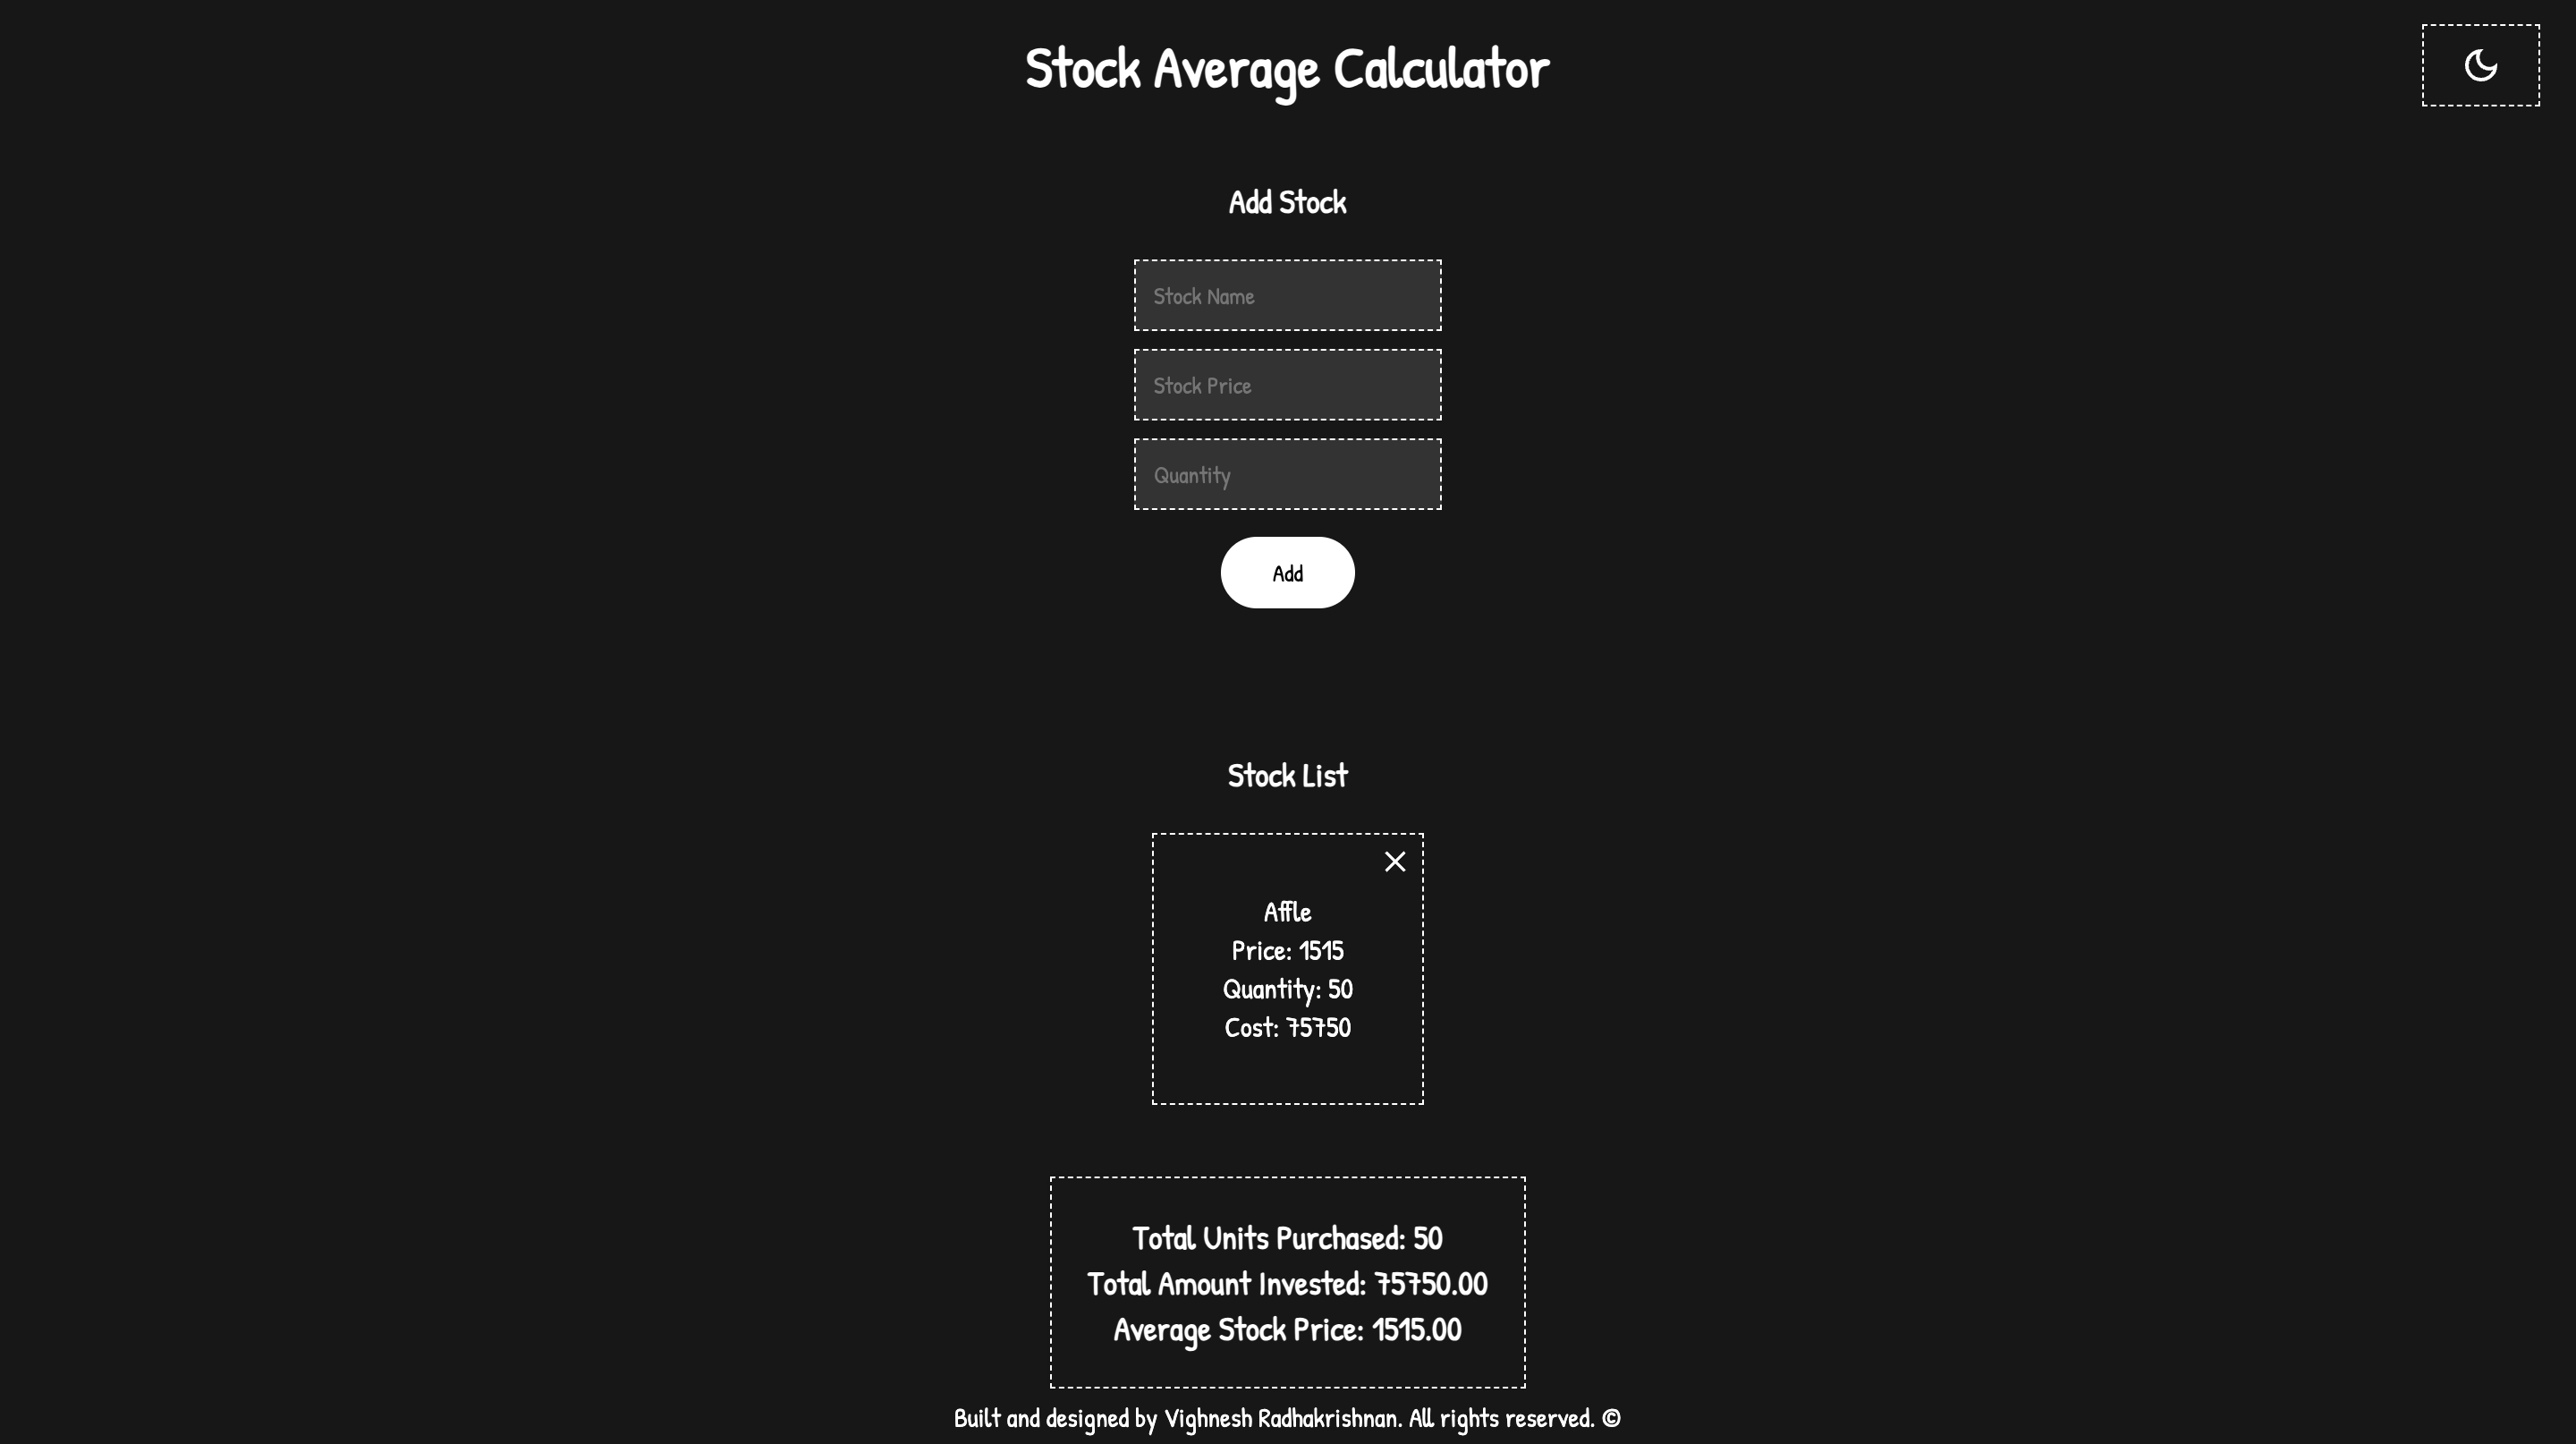 Stock Average Calculator
Add Stock
Stock Name
Stock Price
Quantity
Add
Stock List
Affle
Price: 1515
Quantity: 50
Cost: 75750
Total Units Purchased: 50
Total Amount Invested: 75750.00
Average Stock Price: 1515.00
Built and designed by Vighnesh Radhakrishnan. All rights reserved. ©